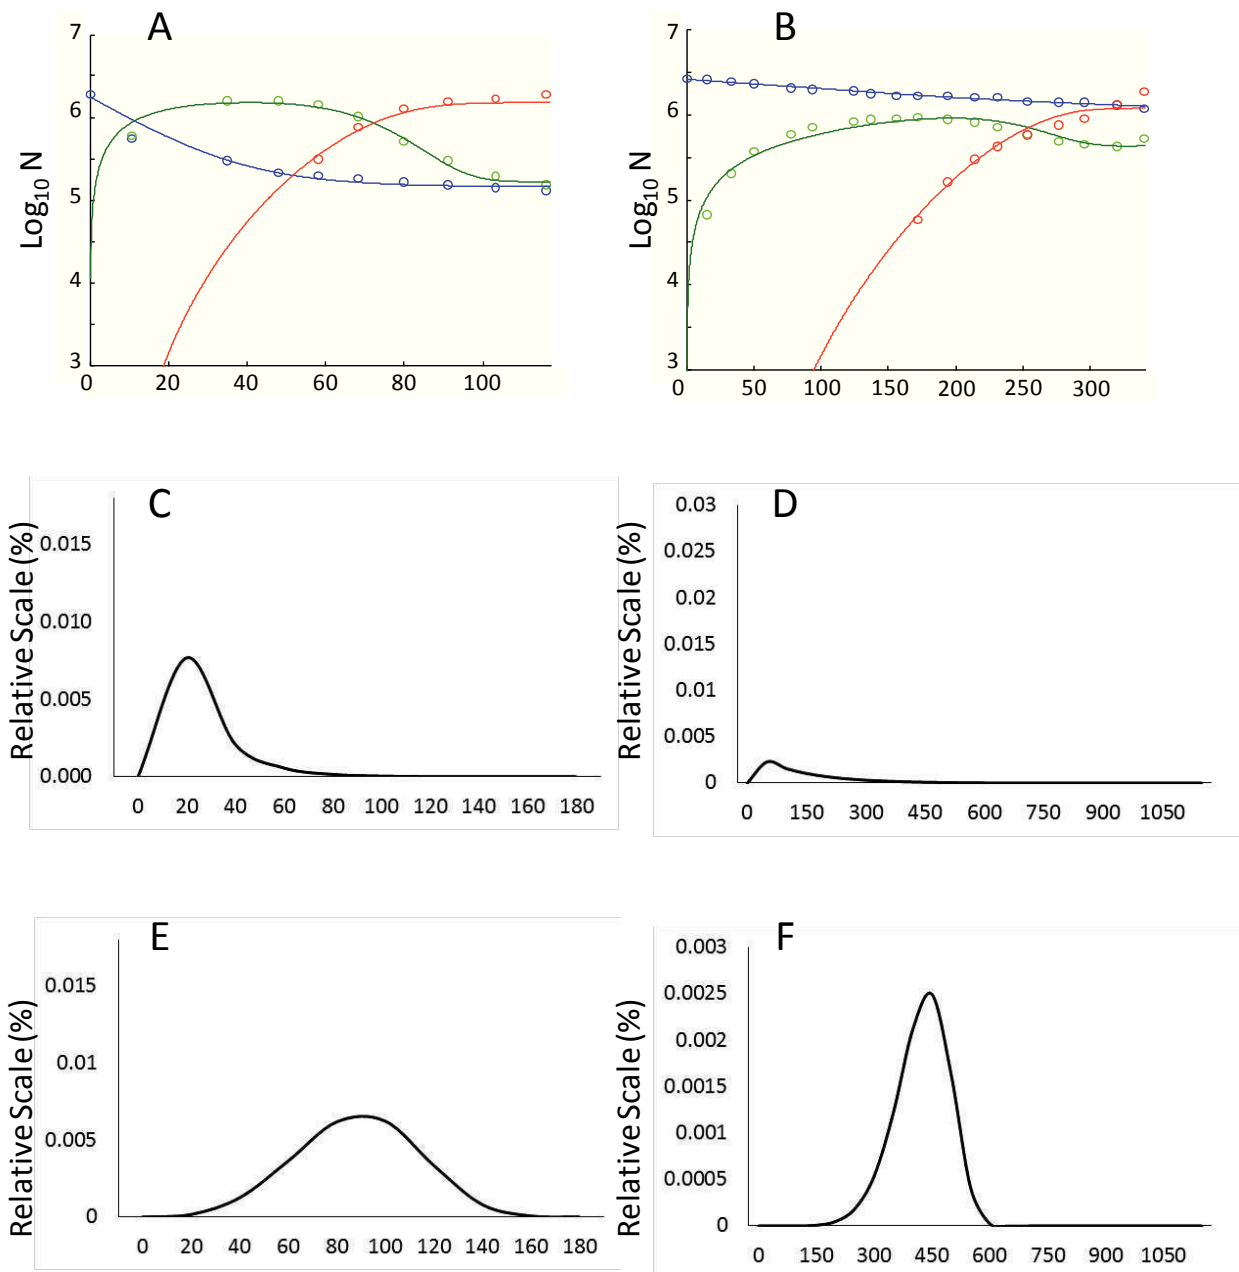 A
7
6
5
4
3
Log10 N
0 20 40 60 80 100
B
7
6
5
4
3
Log10 N
0 50 100 150 200 250 300
C
0.015
0.010
0.005
0.000
Relative Scale (%)
0 20 40 60 80 100 120 140 160 180
D
0.03
0.025
0.02
0.015
0.01
0.005
0
Relative Scale (%)
0 150 300 450 600 750 900 1050
E
0.015
0.01
0.005
0
Relative Scale (%)
0 20 40 60 80 100 120 140 160 180
F
0.003
0.0025
0.002
0.0015
0.001
0.0005
0
Relative Scale (%)
0 150 300 450 600 750 900 1050